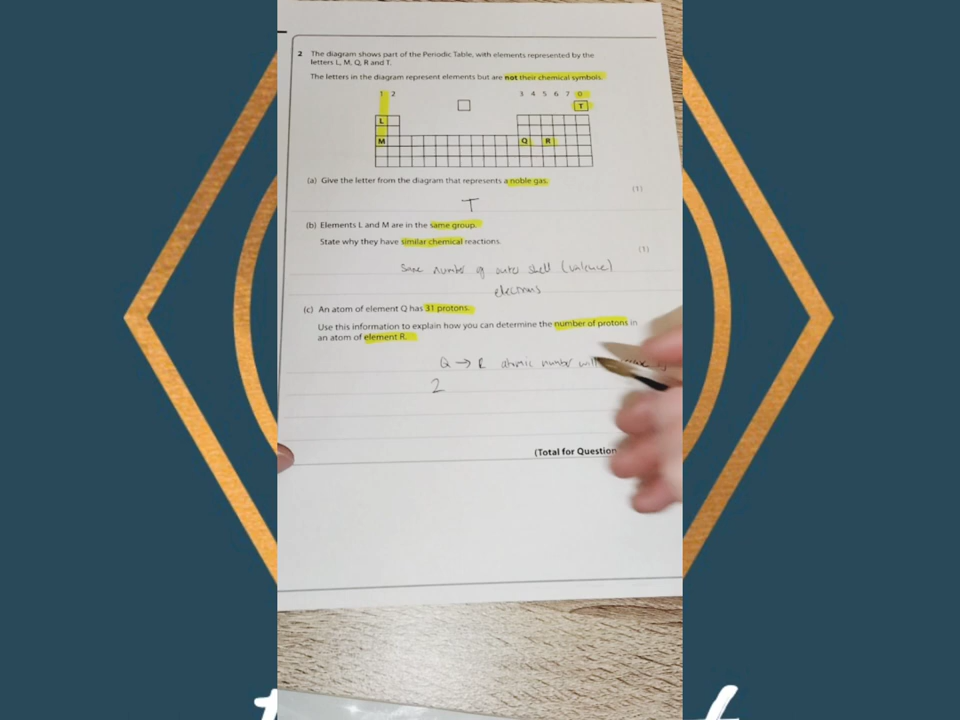 2 The diagram shows part of the Periodic Table, with elements represented by the
letters L, M, Q, R and T.
The letters in the diagram represent elements but are not their chemical symbols.
1 2 3 4 5 6 7 0
T
L
M Q R
(a) Give the letter from the diagram that represents a noble gas.
(1)
T
(b) Elements L and M are in the same group.
State why they have similar chemical reactions.
(1)
Same number of outer shell (valence)
electrons
(c) An atom of element Q has 31 protons.
Use this information to explain how you can determine the number of protons in
an atom of element R.
Q → R atomic number will
2
(Total for Question